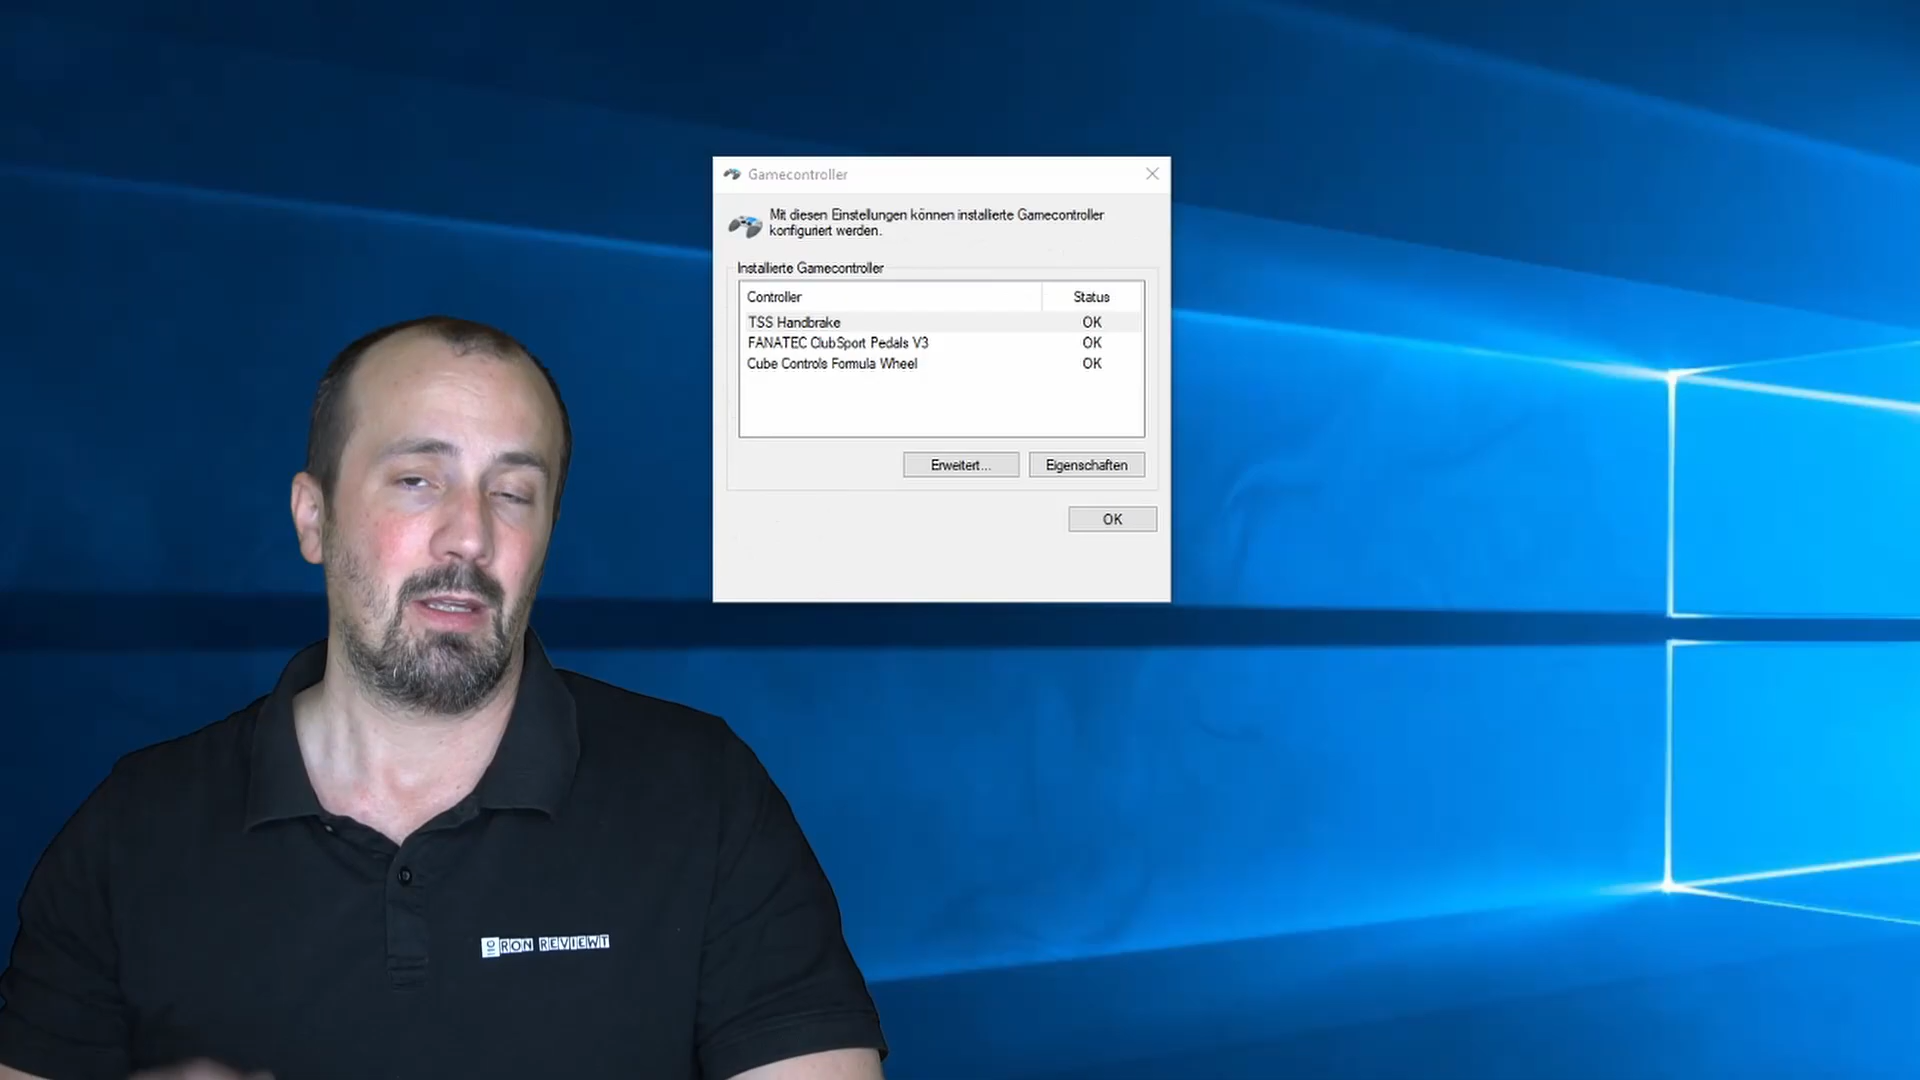 Gamecontroller
Mit diesen Einstellungen können installierte Gamecontroller
konfiguriert werden.
Installierte Gamecontroller
Controller Status
TSS Handbrake OK
FANATEC ClubSport Pedals V3 OK
Cube Controls Formula Wheel OK
Erweitert... Eigenschaften
OK
RON REVIEWT